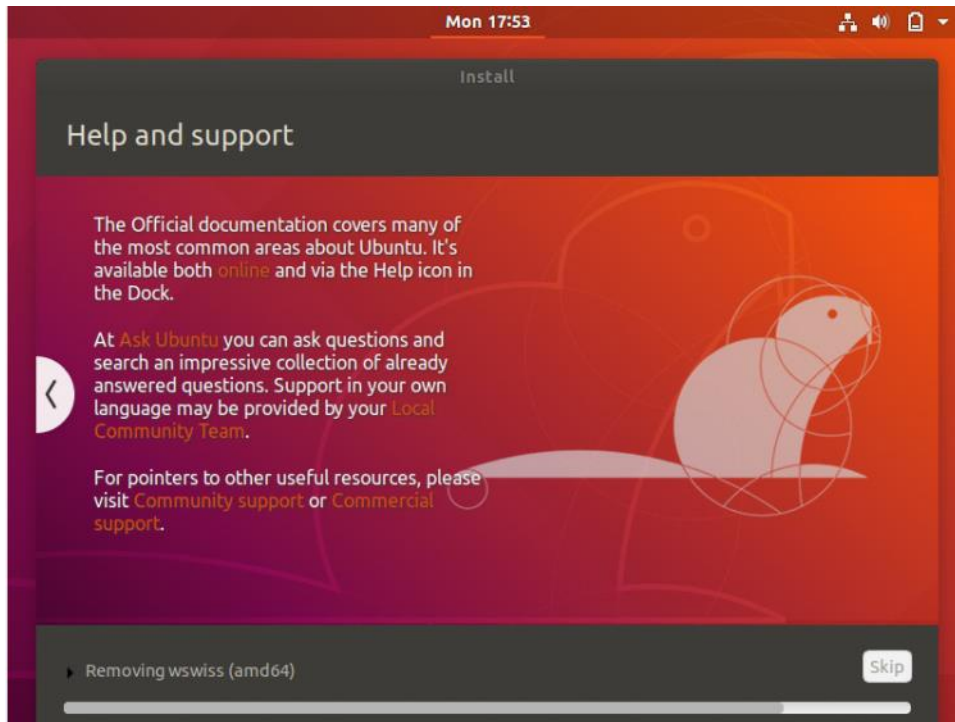 Mon 17:53
Install
Help and support
The Official documentation covers many of
the most common areas about Ubuntu. It's
available both online and via the Help icon in
the Dock.
At Ask Ubuntu you can ask questions and
search an impressive collection of already
answered questions. Support in your own
language may be provided by your Local
Community Team.
For pointers to other useful resources, please
visit Community support or Commercial
support.
Removing wswiss (amd64)
Skip